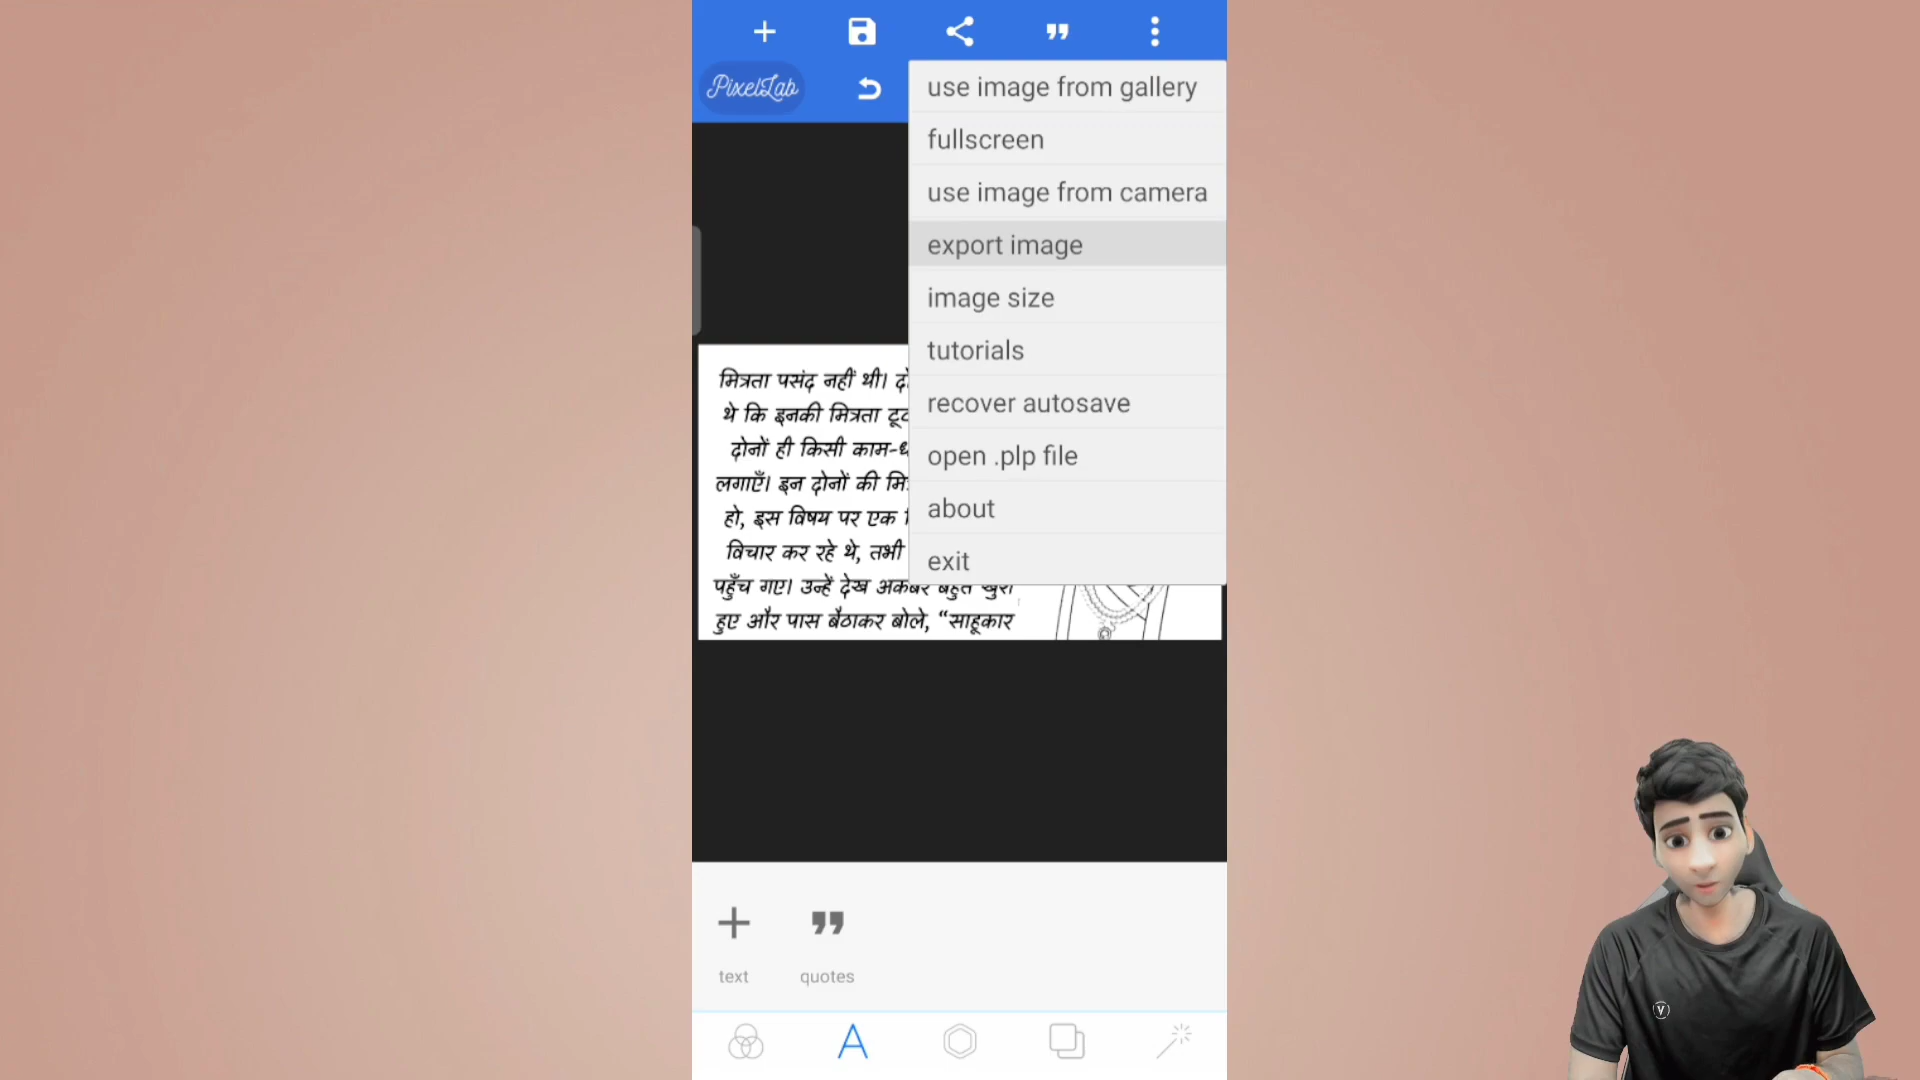 PixelLab
use image from gallery
fullscreen
use image from camera
export image
image size
tutorials
recover autosave
open .plp file
about
exit
मित्रता पसंद नहीं थी।
थे कि इनकी मित्रता
दोनों ही किसी
लगाएँ। इन दोनों की
हो, इस विषय पर एक
विचार कर रहे थे, तभी
पहुँच गए। उन्हें देख अकबर बहुत खुश
हुए और पास बैठाकर बोले, “साहूकार
text
quotes
V